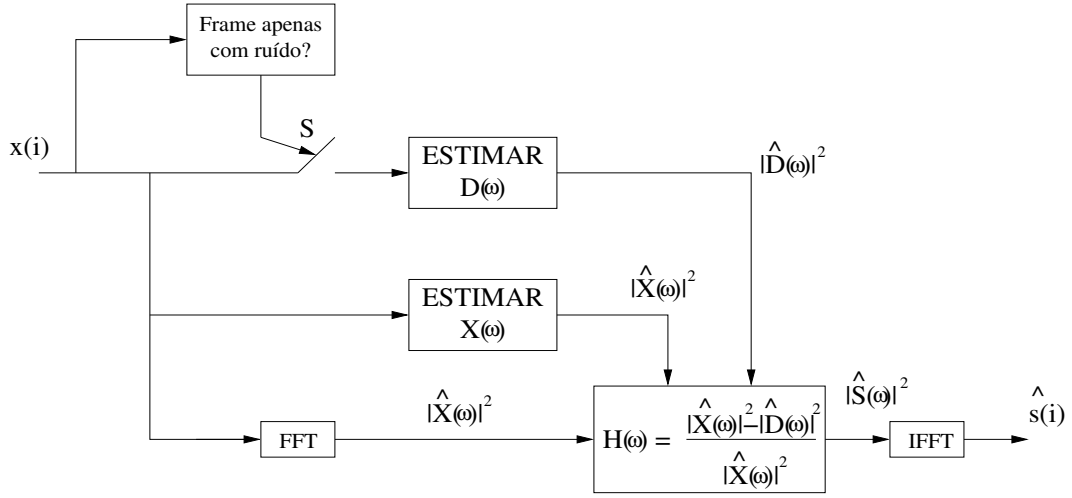 Frame apenas
com ruído?
S
x(i)
ESTIMAR
D(ω)
|D̂(ω)|²
ESTIMAR
X(ω)
|X̂(ω)|²
FFT
|X̂(ω)|²
H(ω) = |X̂(ω)|²−|D̂(ω)|²
|X̂(ω)|²
|Ŝ(ω)|²
IFFT
ŝ(i)